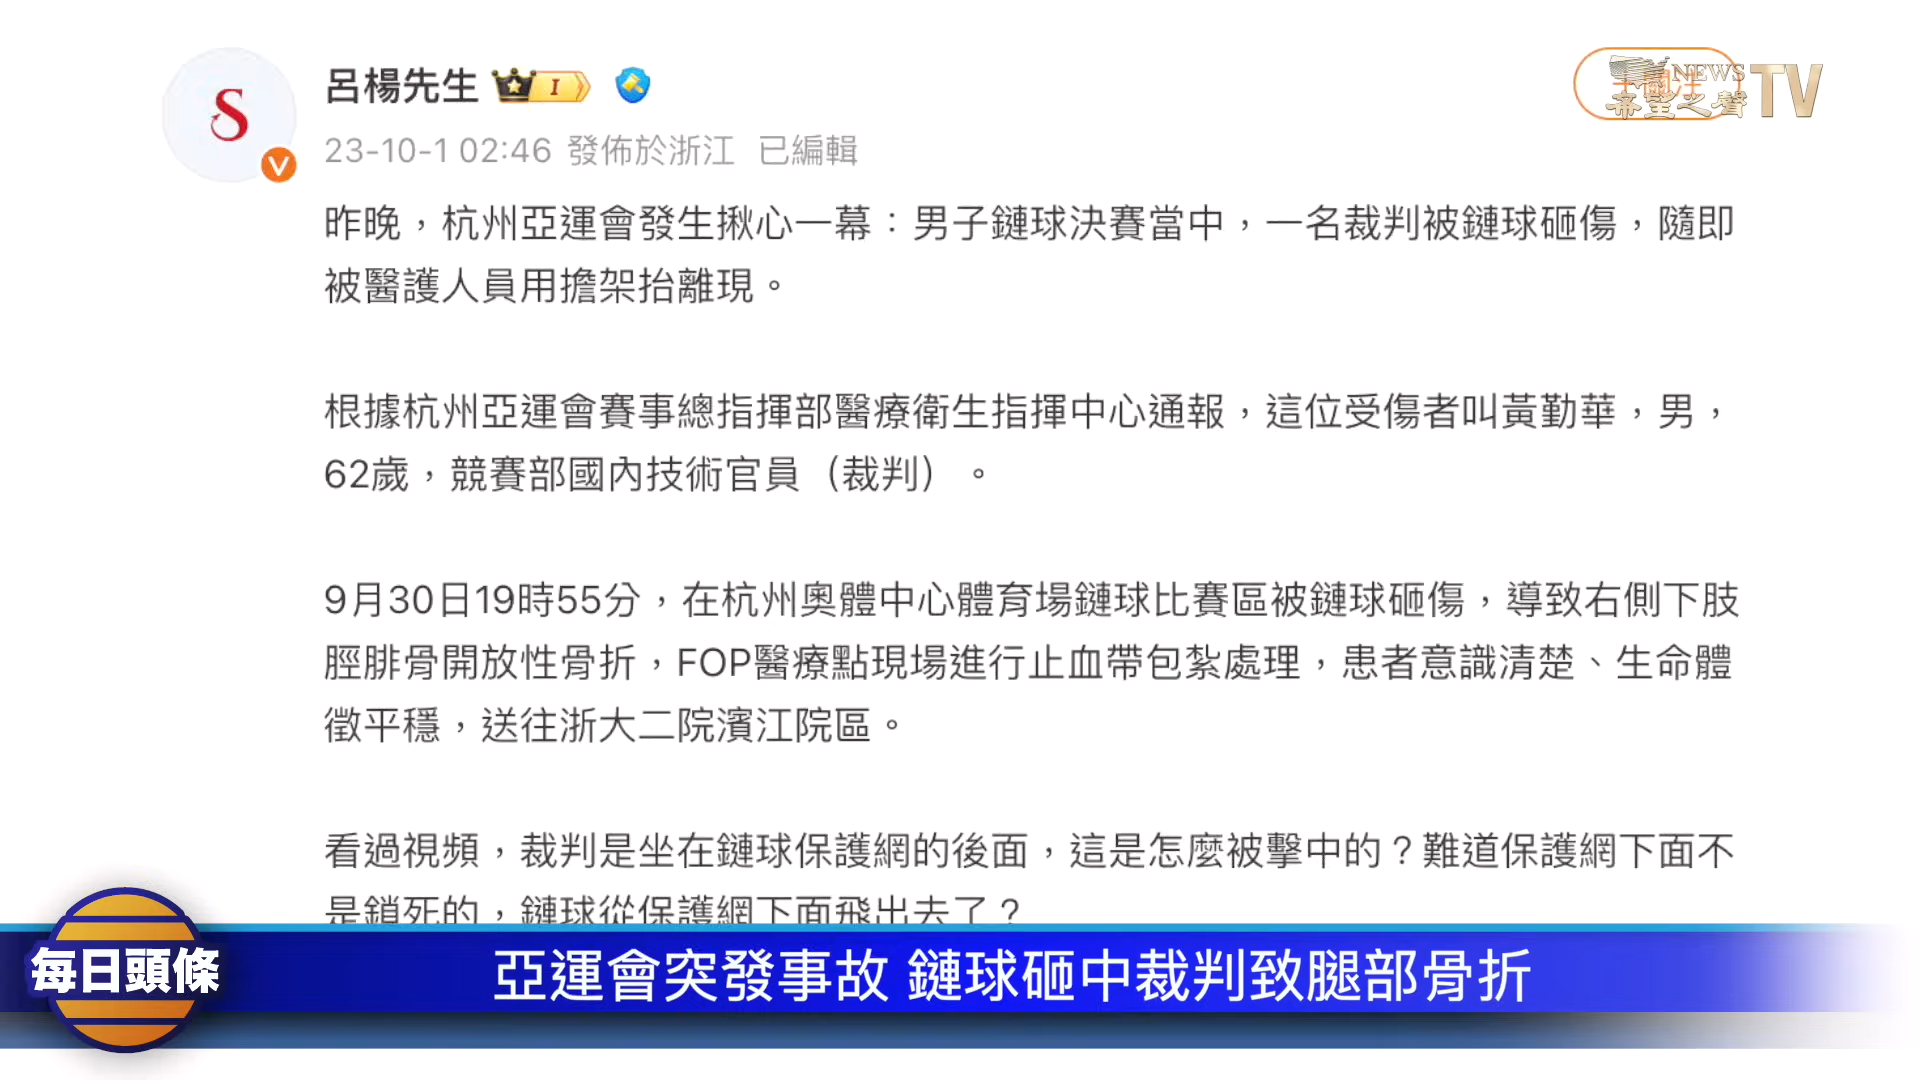 S
V
呂楊先生
I
NEWS
希望之聲TV
23-10-1 02:46 發佈於浙江 已編輯
昨晚，杭州亞運會發生揪心一幕：男子鏈球決賽當中，一名裁判被鏈球砸傷，隨即
被醫護人員用擔架抬離現。
根據杭州亞運會賽事總指揮部醫療衛生指揮中心通報，這位受傷者叫黃勤華，男，
62歲，競賽部國內技術官員（裁判）。
9月30日19時55分，在杭州奧體中心體育場鏈球比賽區被鏈球砸傷，導致右側下肢
脛腓骨開放性骨折，FOP醫療點現場進行止血帶包紮處理，患者意識清楚、生命體
徵平穩，送往浙大二院濱江院區。
看過視頻，裁判是坐在鏈球保護網的後面，這是怎麼被擊中的？難道保護網下面不
是鎖死的，鏈球從保護網下面飛出去了？
每日頭條
亞運會突發事故 鏈球砸中裁判致腿部骨折